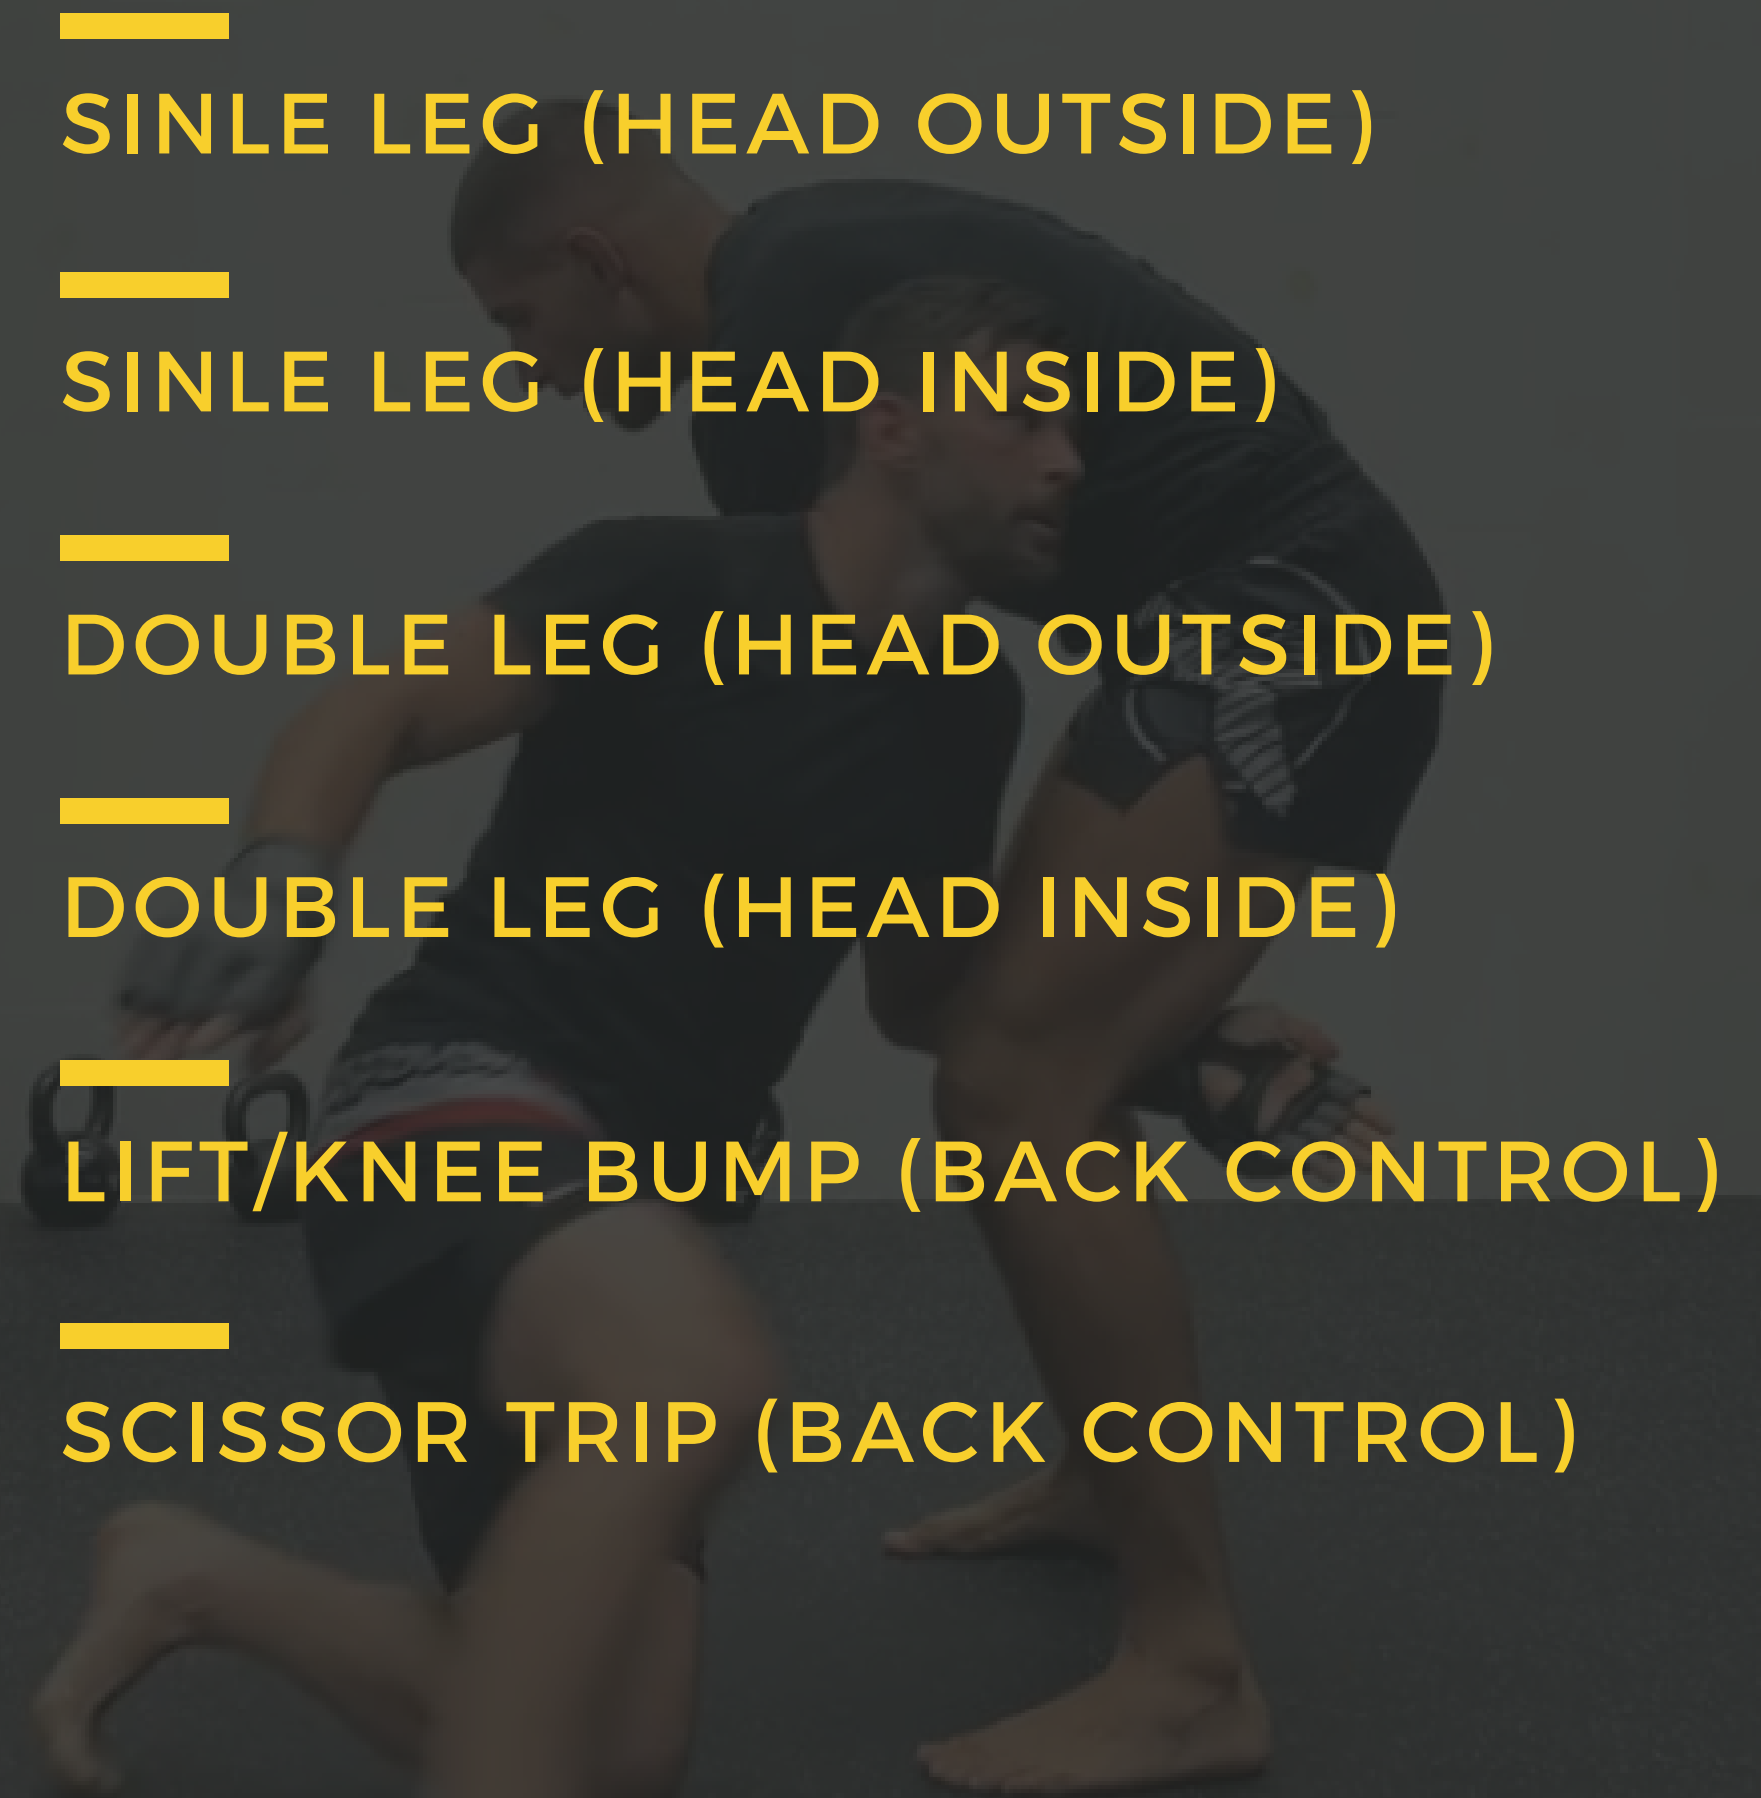 SINLE LEG (HEAD OUTSIDE)
SINLE LEG (HEAD INSIDE)
DOUBLE LEG (HEAD OUTSIDE)
DOUBLE LEG (HEAD INSIDE)
LIFT/KNEE BUMP (BACK CONTROL)
SCISSOR TRIP (BACK CONTROL)